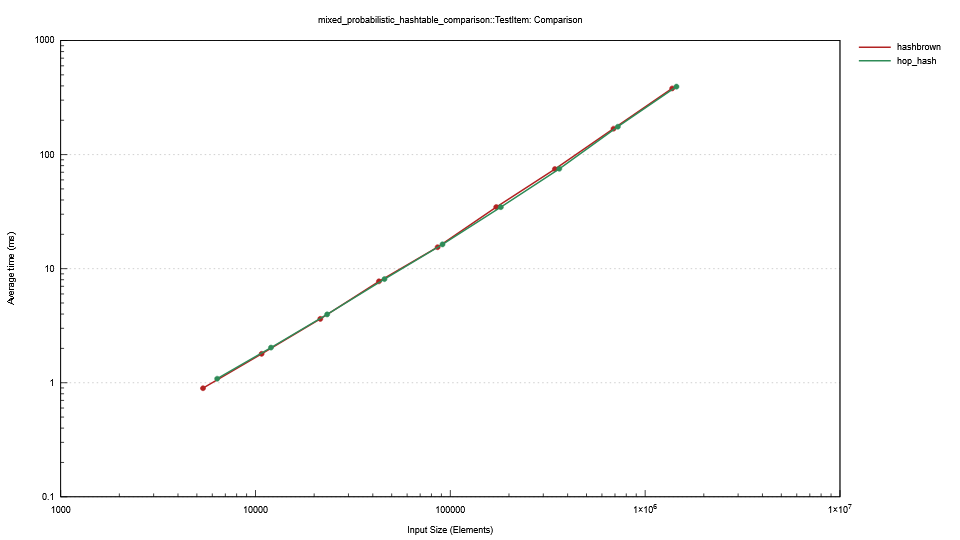 mixed_probabilistic_hashtable_comparison::TestItem: Comparison
hashbrown
hop_hash
Average time (ms)
1000
100
10
1
0.1
1000
10000
100000
1×10⁶
1×10⁷
Input Size (Elements)